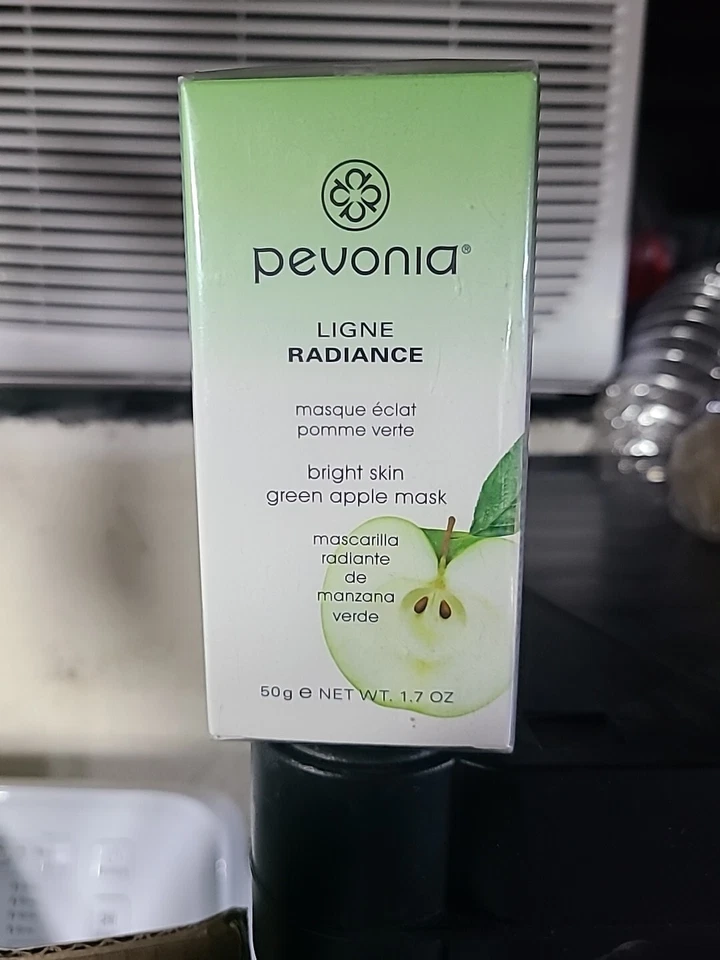 pevonia®
LIGNE
RADIANCE
masque éclat
pomme verte
bright skin
green apple mask
mascarilla
radiante
de
manzana
verde
50g e NET WT. 1.7 OZ